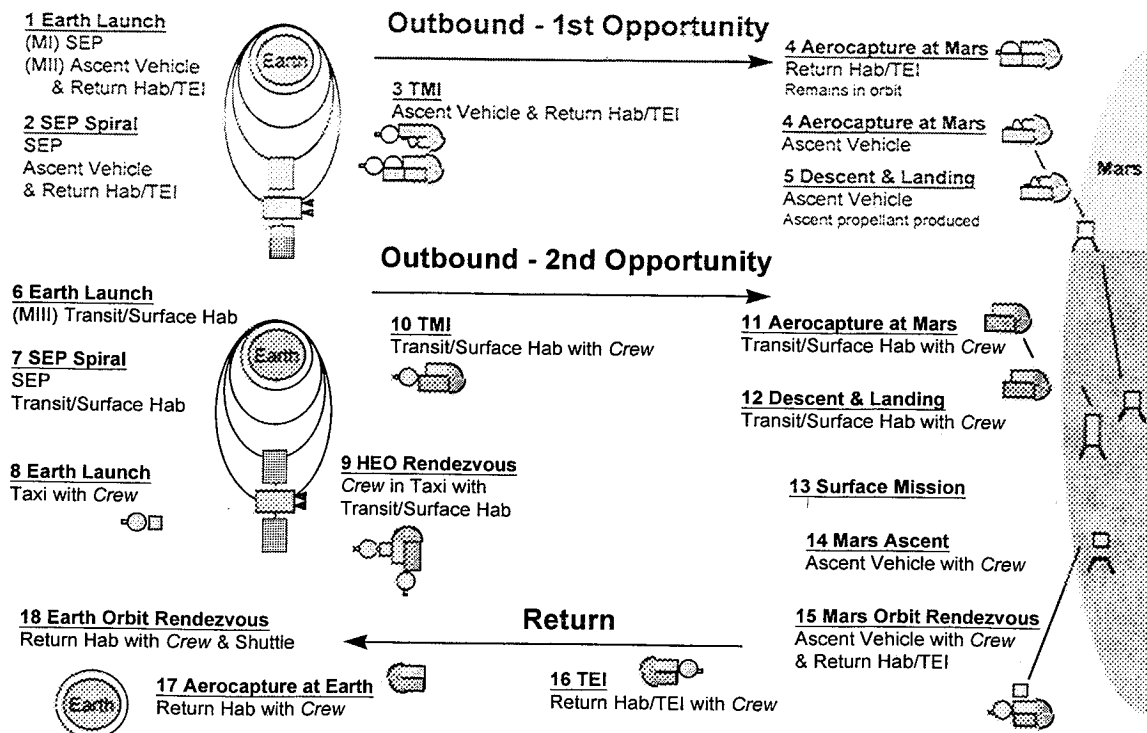 Outbound - 1st Opportunity
1 Earth Launch
(MI) SEP
(MII) Ascent Vehicle
& Return Hab/TEI
2 SEP Spiral
SEP
Ascent Vehicle
& Return Hab/TEI
Earth
3 TMI
Ascent Vehicle & Return Hab/TEI
4 Aerocapture at Mars
Return Hab/TEI
Remains in orbit
4 Aerocapture at Mars
Ascent Vehicle
5 Descent & Landing
Ascent Vehicle
Ascent propellant produced
Mars
Outbound - 2nd Opportunity
6 Earth Launch
(MIII) Transit/Surface Hab
7 SEP Spiral
SEP
Transit/Surface Hab
8 Earth Launch
Taxi with Crew
Earth
9 HEO Rendezvous
Crew in Taxi with
Transit/Surface Hab
10 TMI
Transit/Surface Hab with Crew
11 Aerocapture at Mars
Transit/Surface Hab with Crew
12 Descent & Landing
Transit/Surface Hab with Crew
13 Surface Mission
14 Mars Ascent
Ascent Vehicle with Crew
15 Mars Orbit Rendezvous
Ascent Vehicle with Crew
& Return Hab/TEI
Return
16 TEI
Return Hab/TEI with Crew
17 Aerocapture at Earth
Return Hab with Crew
18 Earth Orbit Rendezvous
Return Hab with Crew & Shuttle
Earth